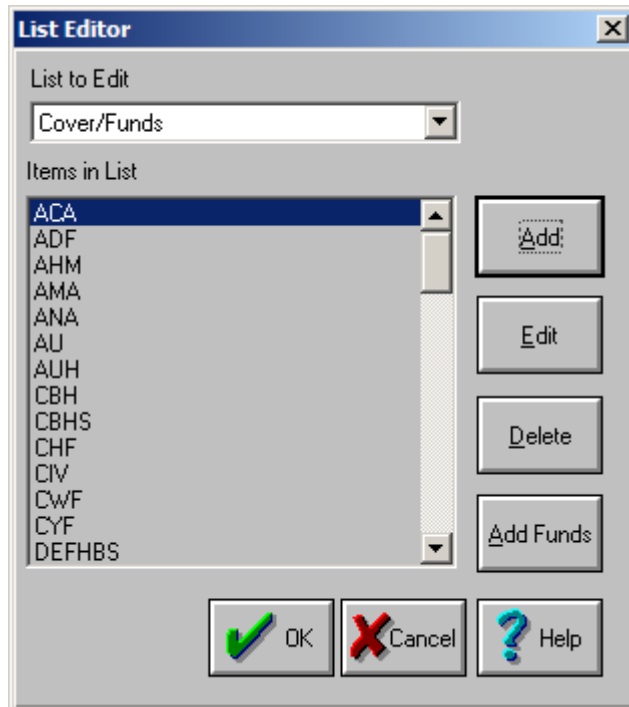 List Editor
List to Edit
Cover/Funds
Items in List
ACA
ADF
AHM
AMA
ANA
AU
AUH
CBH
CBHS
CHF
CIV
CWF
CYF
DEFHBS
Add
Edit
Delete
Add Funds
OK
Cancel
Help